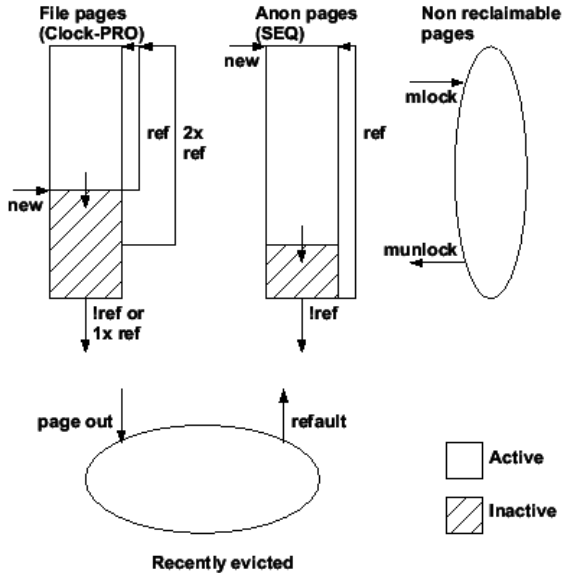 File pages
(Clock-PRO)
Anon pages
(SEQ)
Non reclaimable
pages
new
mlock
ref
2x
ref
ref
new
munlock
!ref or
1x ref
!ref
page out
refault
Active
Inactive
Recently evicted